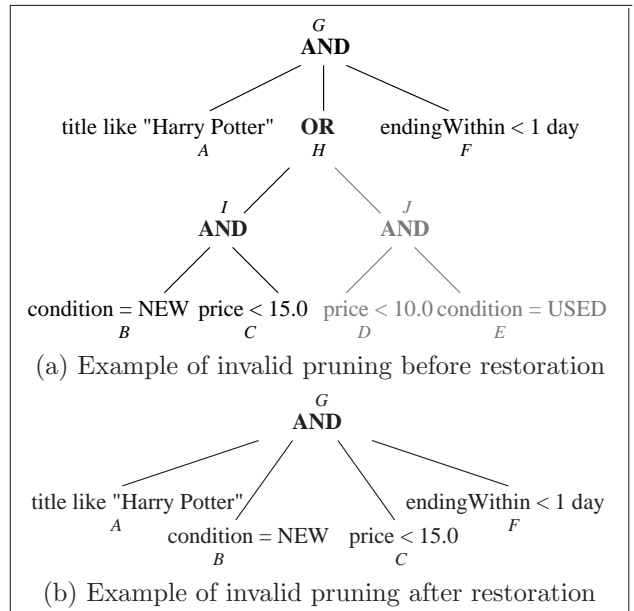 G
AND
title like "Harry Potter" OR endingWithin < 1 day
A H F
I J
AND AND
condition = NEW price < 15.0 price < 10.0 condition = USED
B C D E
(a) Example of invalid pruning before restoration
G
AND
title like "Harry Potter" endingWithin < 1 day
A F
condition = NEW price < 15.0
B C
(b) Example of invalid pruning after restoration